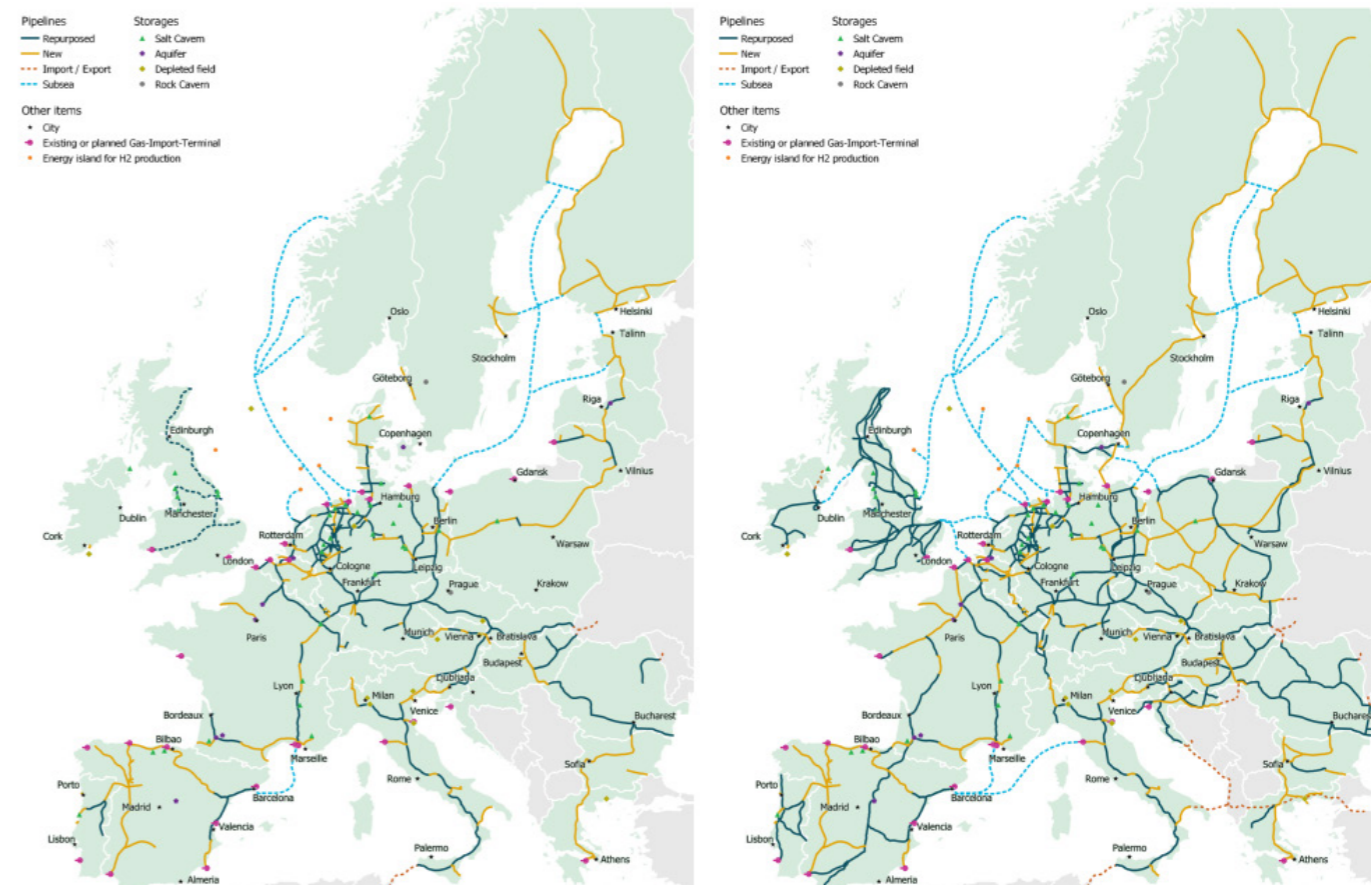 Pipelines
Storages
Repurposed
Salt Cavern
New
Aquifer
Import / Export
Depleted field
Subsea
Rock Cavern
Other items
City
Existing or planned Gas-Import-Terminal
Energy island for H2 production
Oslo
Helsinki
Talinn
Stockholm
Göteborg
Riga
Edinburgh
Copenhagen
Vilnius
Gdansk
Dublin
Manchester
Hamburg
Cork
Rotterdam
Berlin
Warsaw
London
Cologne
Leipzig
Frankfurt
Prague
Krakow
Paris
Munich
Vienna
Bratislava
Budapest
Lyon
Ljubljana
Milan
Venice
Bordeaux
Bucharest
Bilbao
Marseille
Sofia
Porto
Rome
Madrid
Barcelona
Lisbon
Valencia
Palermo
Athens
Almeria
Pipelines
Storages
Repurposed
Salt Cavern
New
Aquifer
Import / Export
Depleted field
Subsea
Rock Cavern
Other items
City
Existing or planned Gas-Import-Terminal
Energy island for H2 production
Oslo
Helsinki
Talinn
Stockholm
Göteborg
Riga
Edinburgh
Copenhagen
Vilnius
Gdansk
Dublin
Manchester
Hamburg
Cork
Rotterdam
Berlin
Warsaw
London
Cologne
Leipzig
Frankfurt
Prague
Krakow
Paris
Munich
Vienna
Bratislava
Budapest
Lyon
Ljubljana
Milan
Venice
Bordeaux
Bucharest
Bilbao
Marseille
Sofia
Porto
Rome
Madrid
Barcelona
Lisbon
Valencia
Palermo
Athens
Almeria